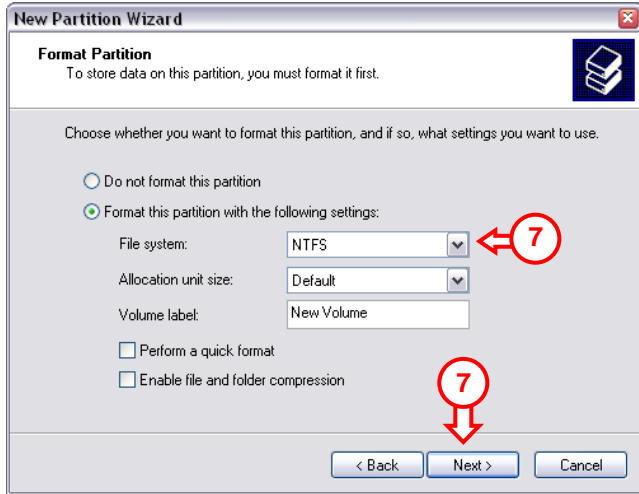 New Partition Wizard
Format Partition
To store data on this partition, you must format it first.
Choose whether you want to format this partition, and if so, what settings you want to use.
Do not format this partition
Format this partition with the following settings:
File system: NTFS 7
Allocation unit size: Default
Volume label: New Volume
Perform a quick format
Enable file and folder compression
7
< Back Next > Cancel